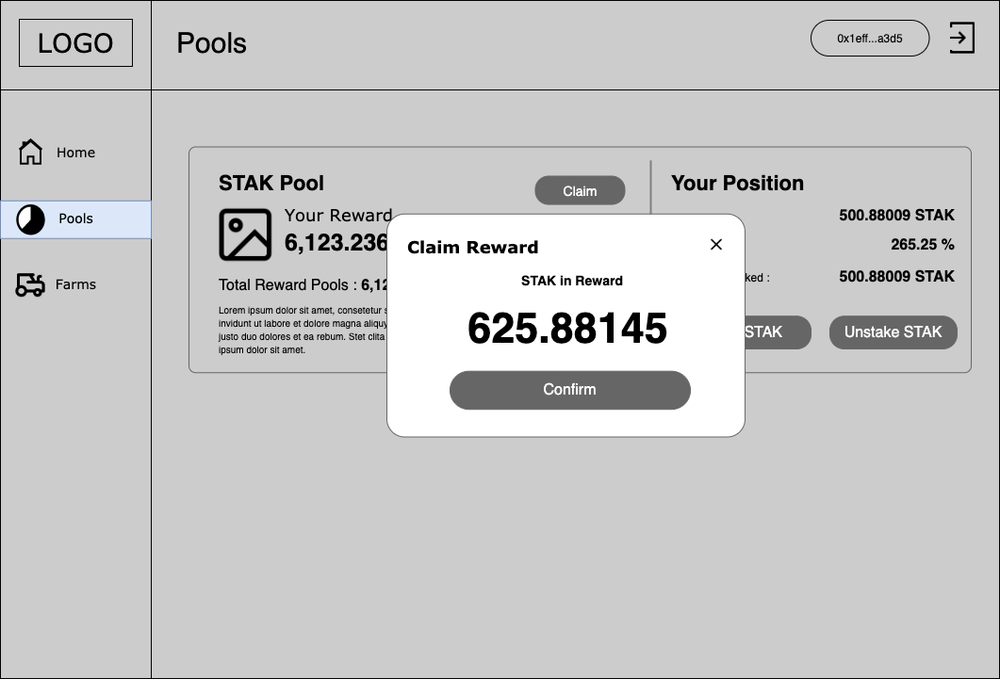 LOGO
Pools
0x1eff...a3d5
Home
Pools
Farms
STAK Pool
Claim
Your Reward
6,123.236
Total Reward Pools : 6,12
Lorem ipsum dolor sit amet, consetetur s
invidunt ut labore et dolore magna aliquy
justo duo dolores et ea rebum. Stet clita
ipsum dolor sit amet.
Your Position
500.88009 STAK
265.25 %
ked : 500.88009 STAK
STAK
Unstake STAK
Claim Reward
STAK in Reward
625.88145
Confirm